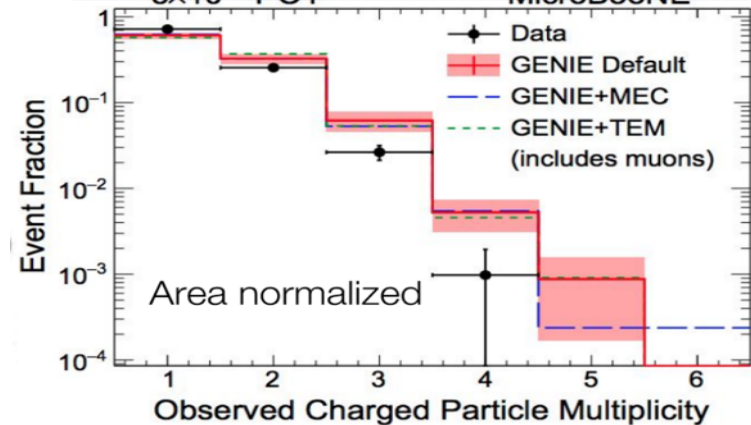 Data
GENIE Default
GENIE+MEC
GENIE+TEM
(includes muons)
Event Fraction
1
10⁻¹
10⁻²
10⁻³
10⁻⁴
Area normalized
1 2 3 4 5 6
Observed Charged Particle Multiplicity